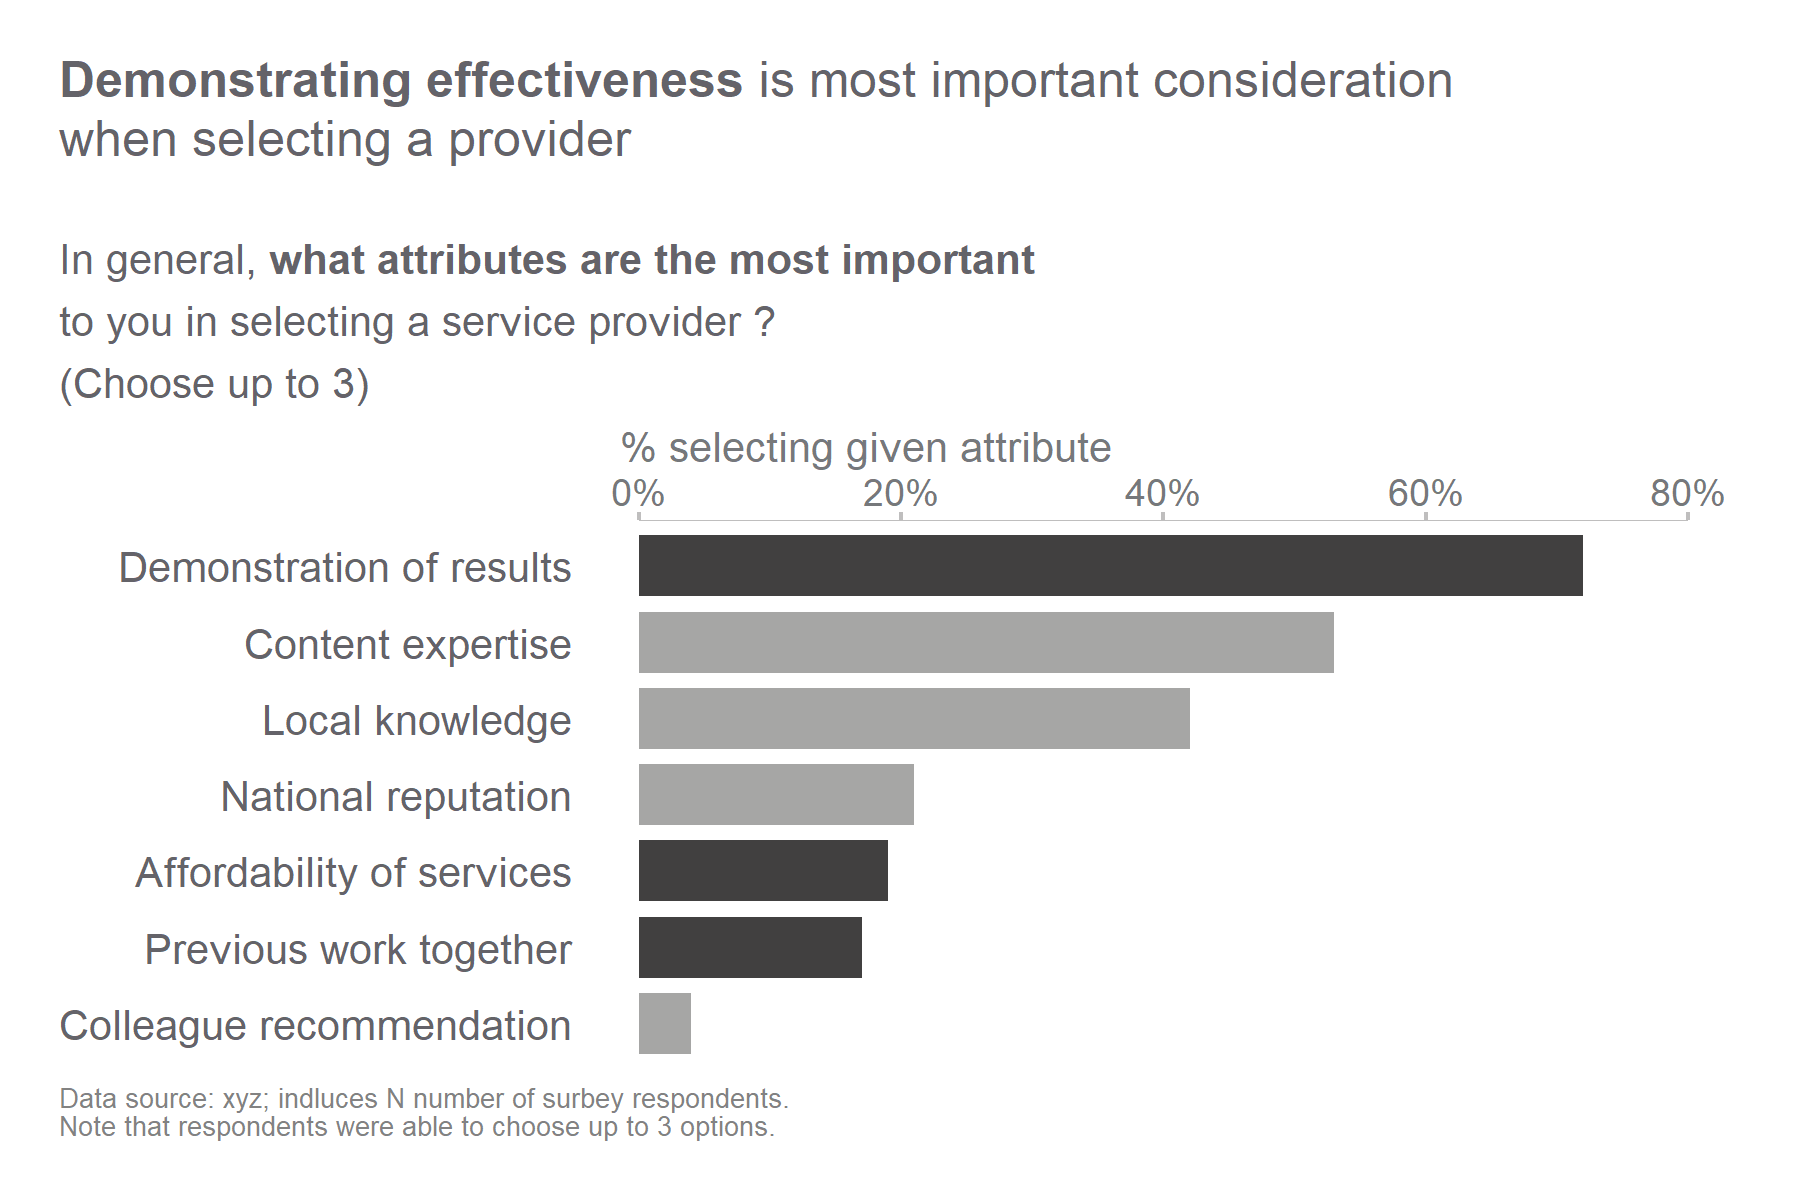 Demonstrating effectiveness is most important consideration
when selecting a provider
In general, what attributes are the most important
to you in selecting a service provider ?
(Choose up to 3)
% selecting given attribute
0% 20% 40% 60% 80%
Demonstration of results
Content expertise
Local knowledge
National reputation
Affordability of services
Previous work together
Colleague recommendation
Data source: xyz; indluces N number of surbey respondents.
Note that respondents were able to choose up to 3 options.